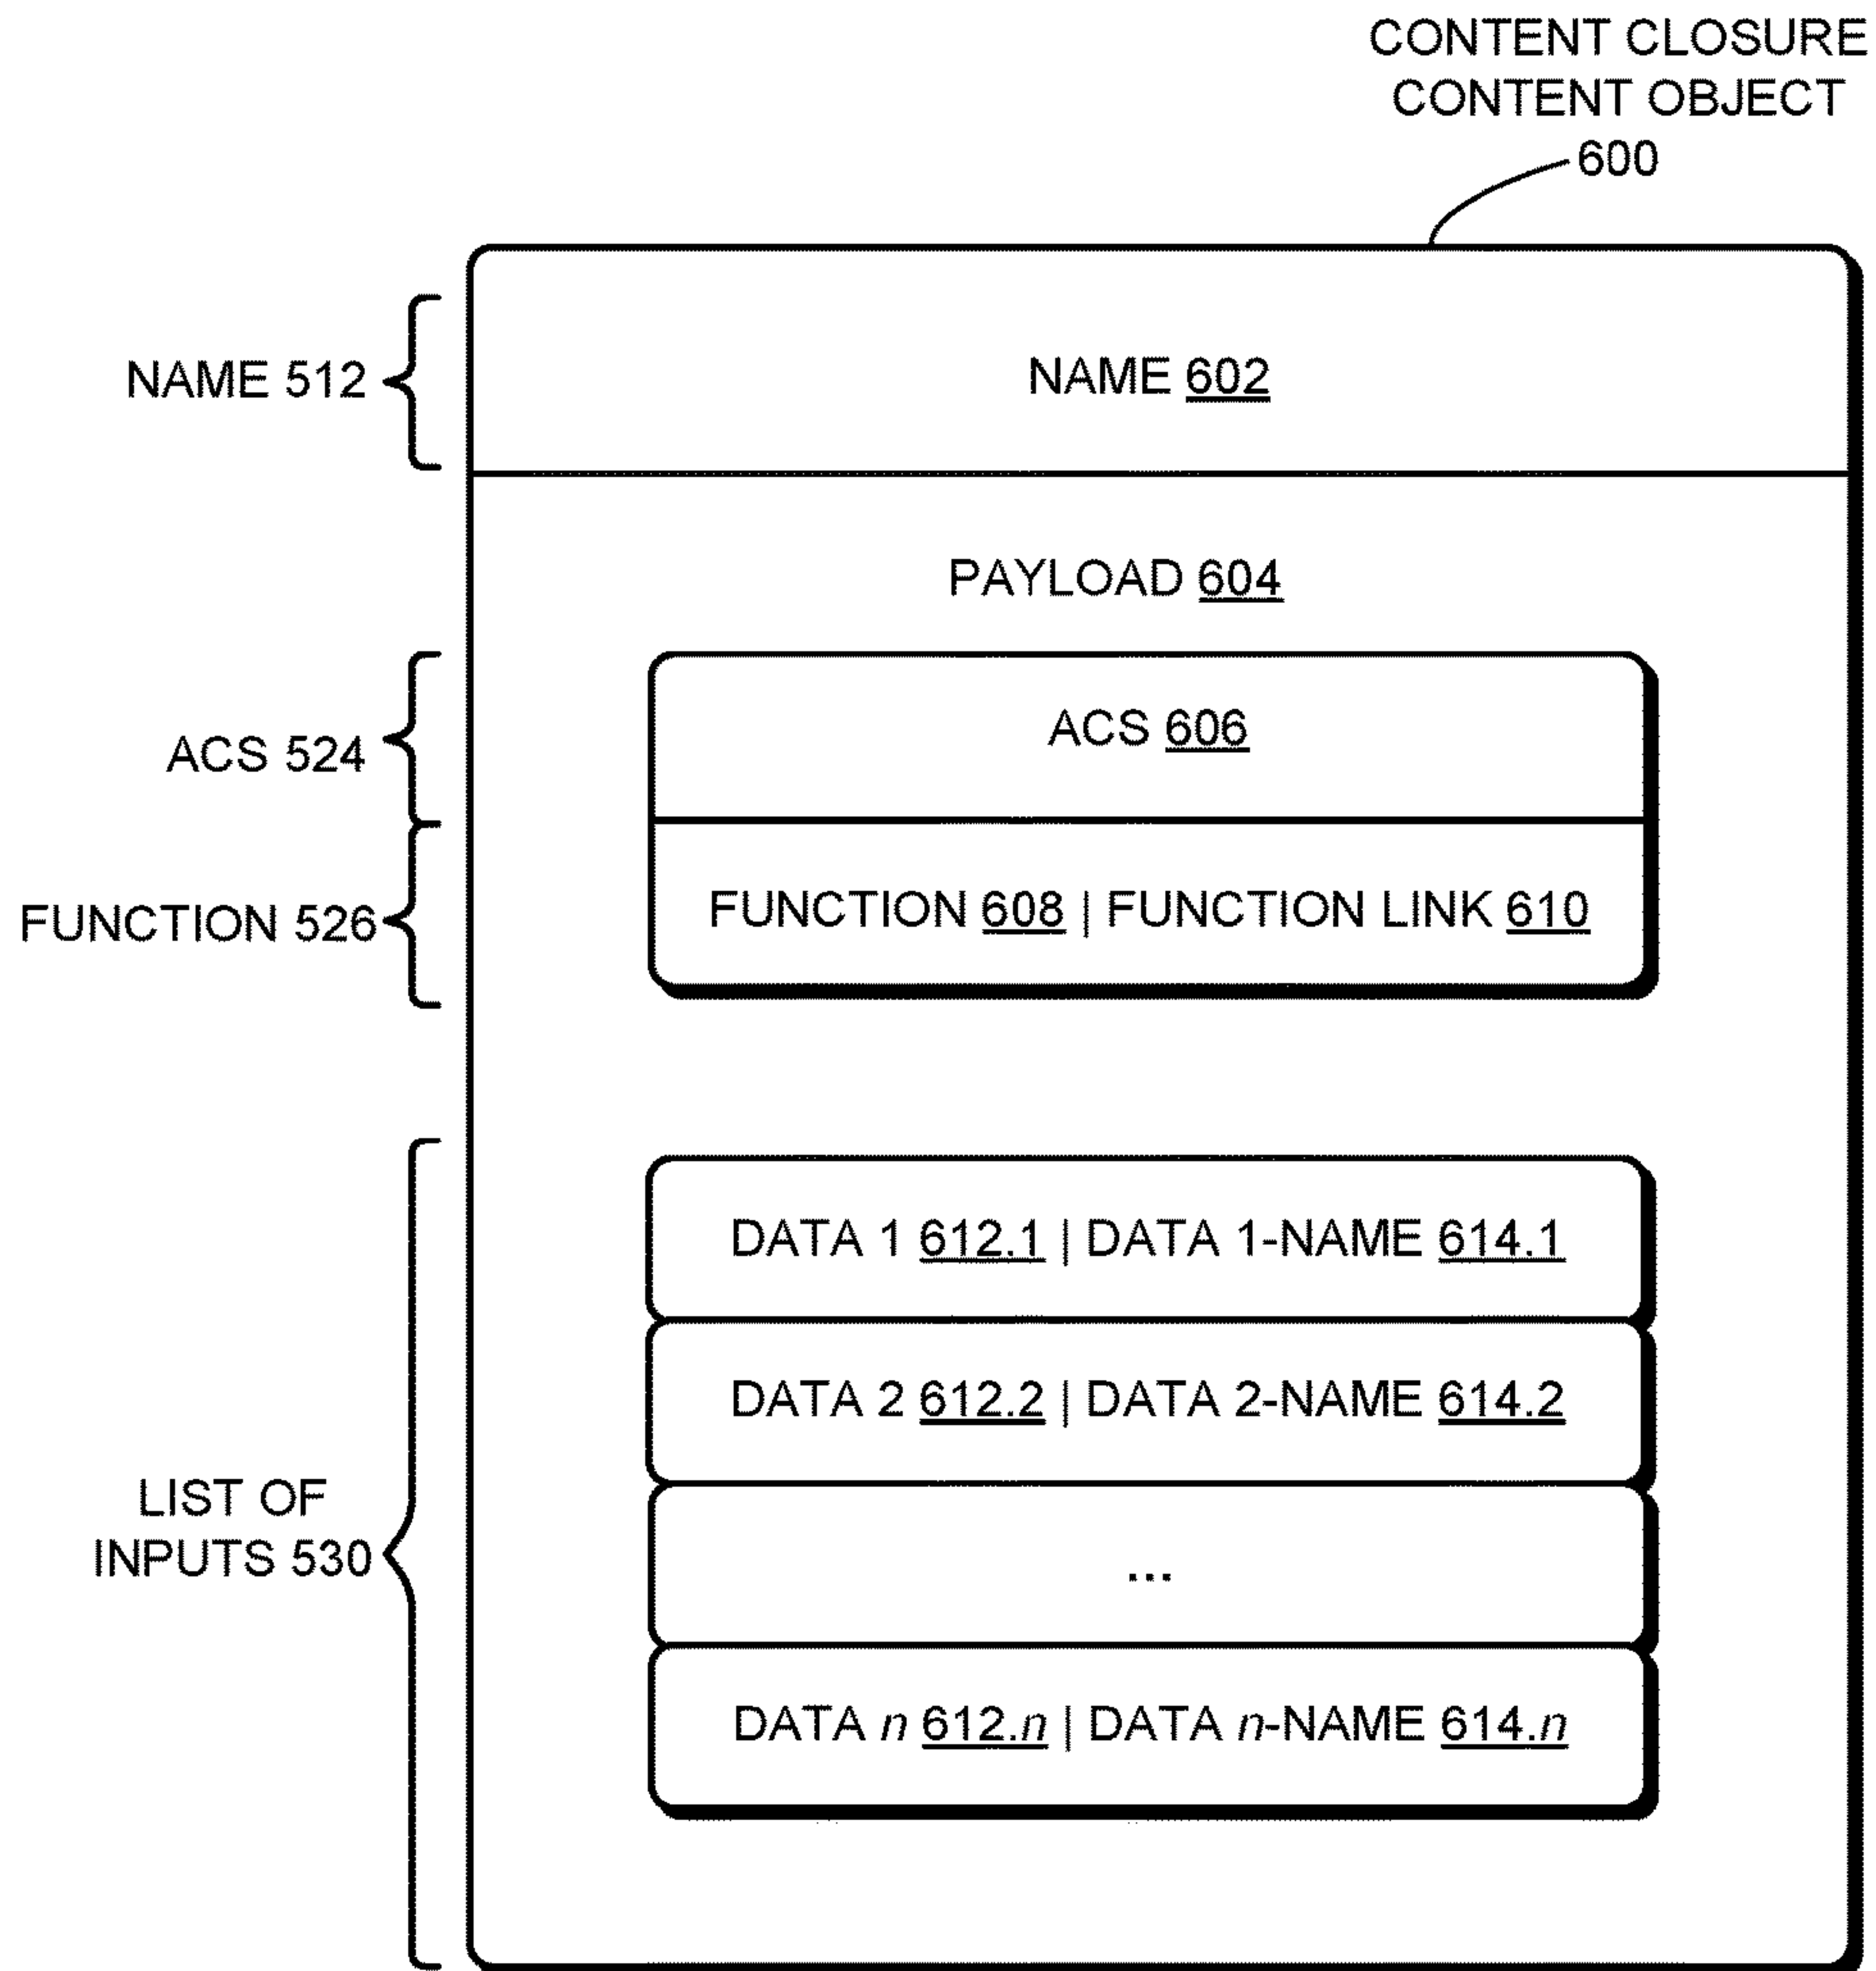 CONTENT CLOSURE
CONTENT OBJECT
600
NAME 512
NAME 602
PAYLOAD 604
ACS 524
ACS 606
FUNCTION 526
FUNCTION 608 | FUNCTION LINK 610
LIST OF
INPUTS 530
DATA 1 612.1 | DATA 1-NAME 614.1
DATA 2 612.2 | DATA 2-NAME 614.2
...
DATA n 612.n | DATA n-NAME 614.n